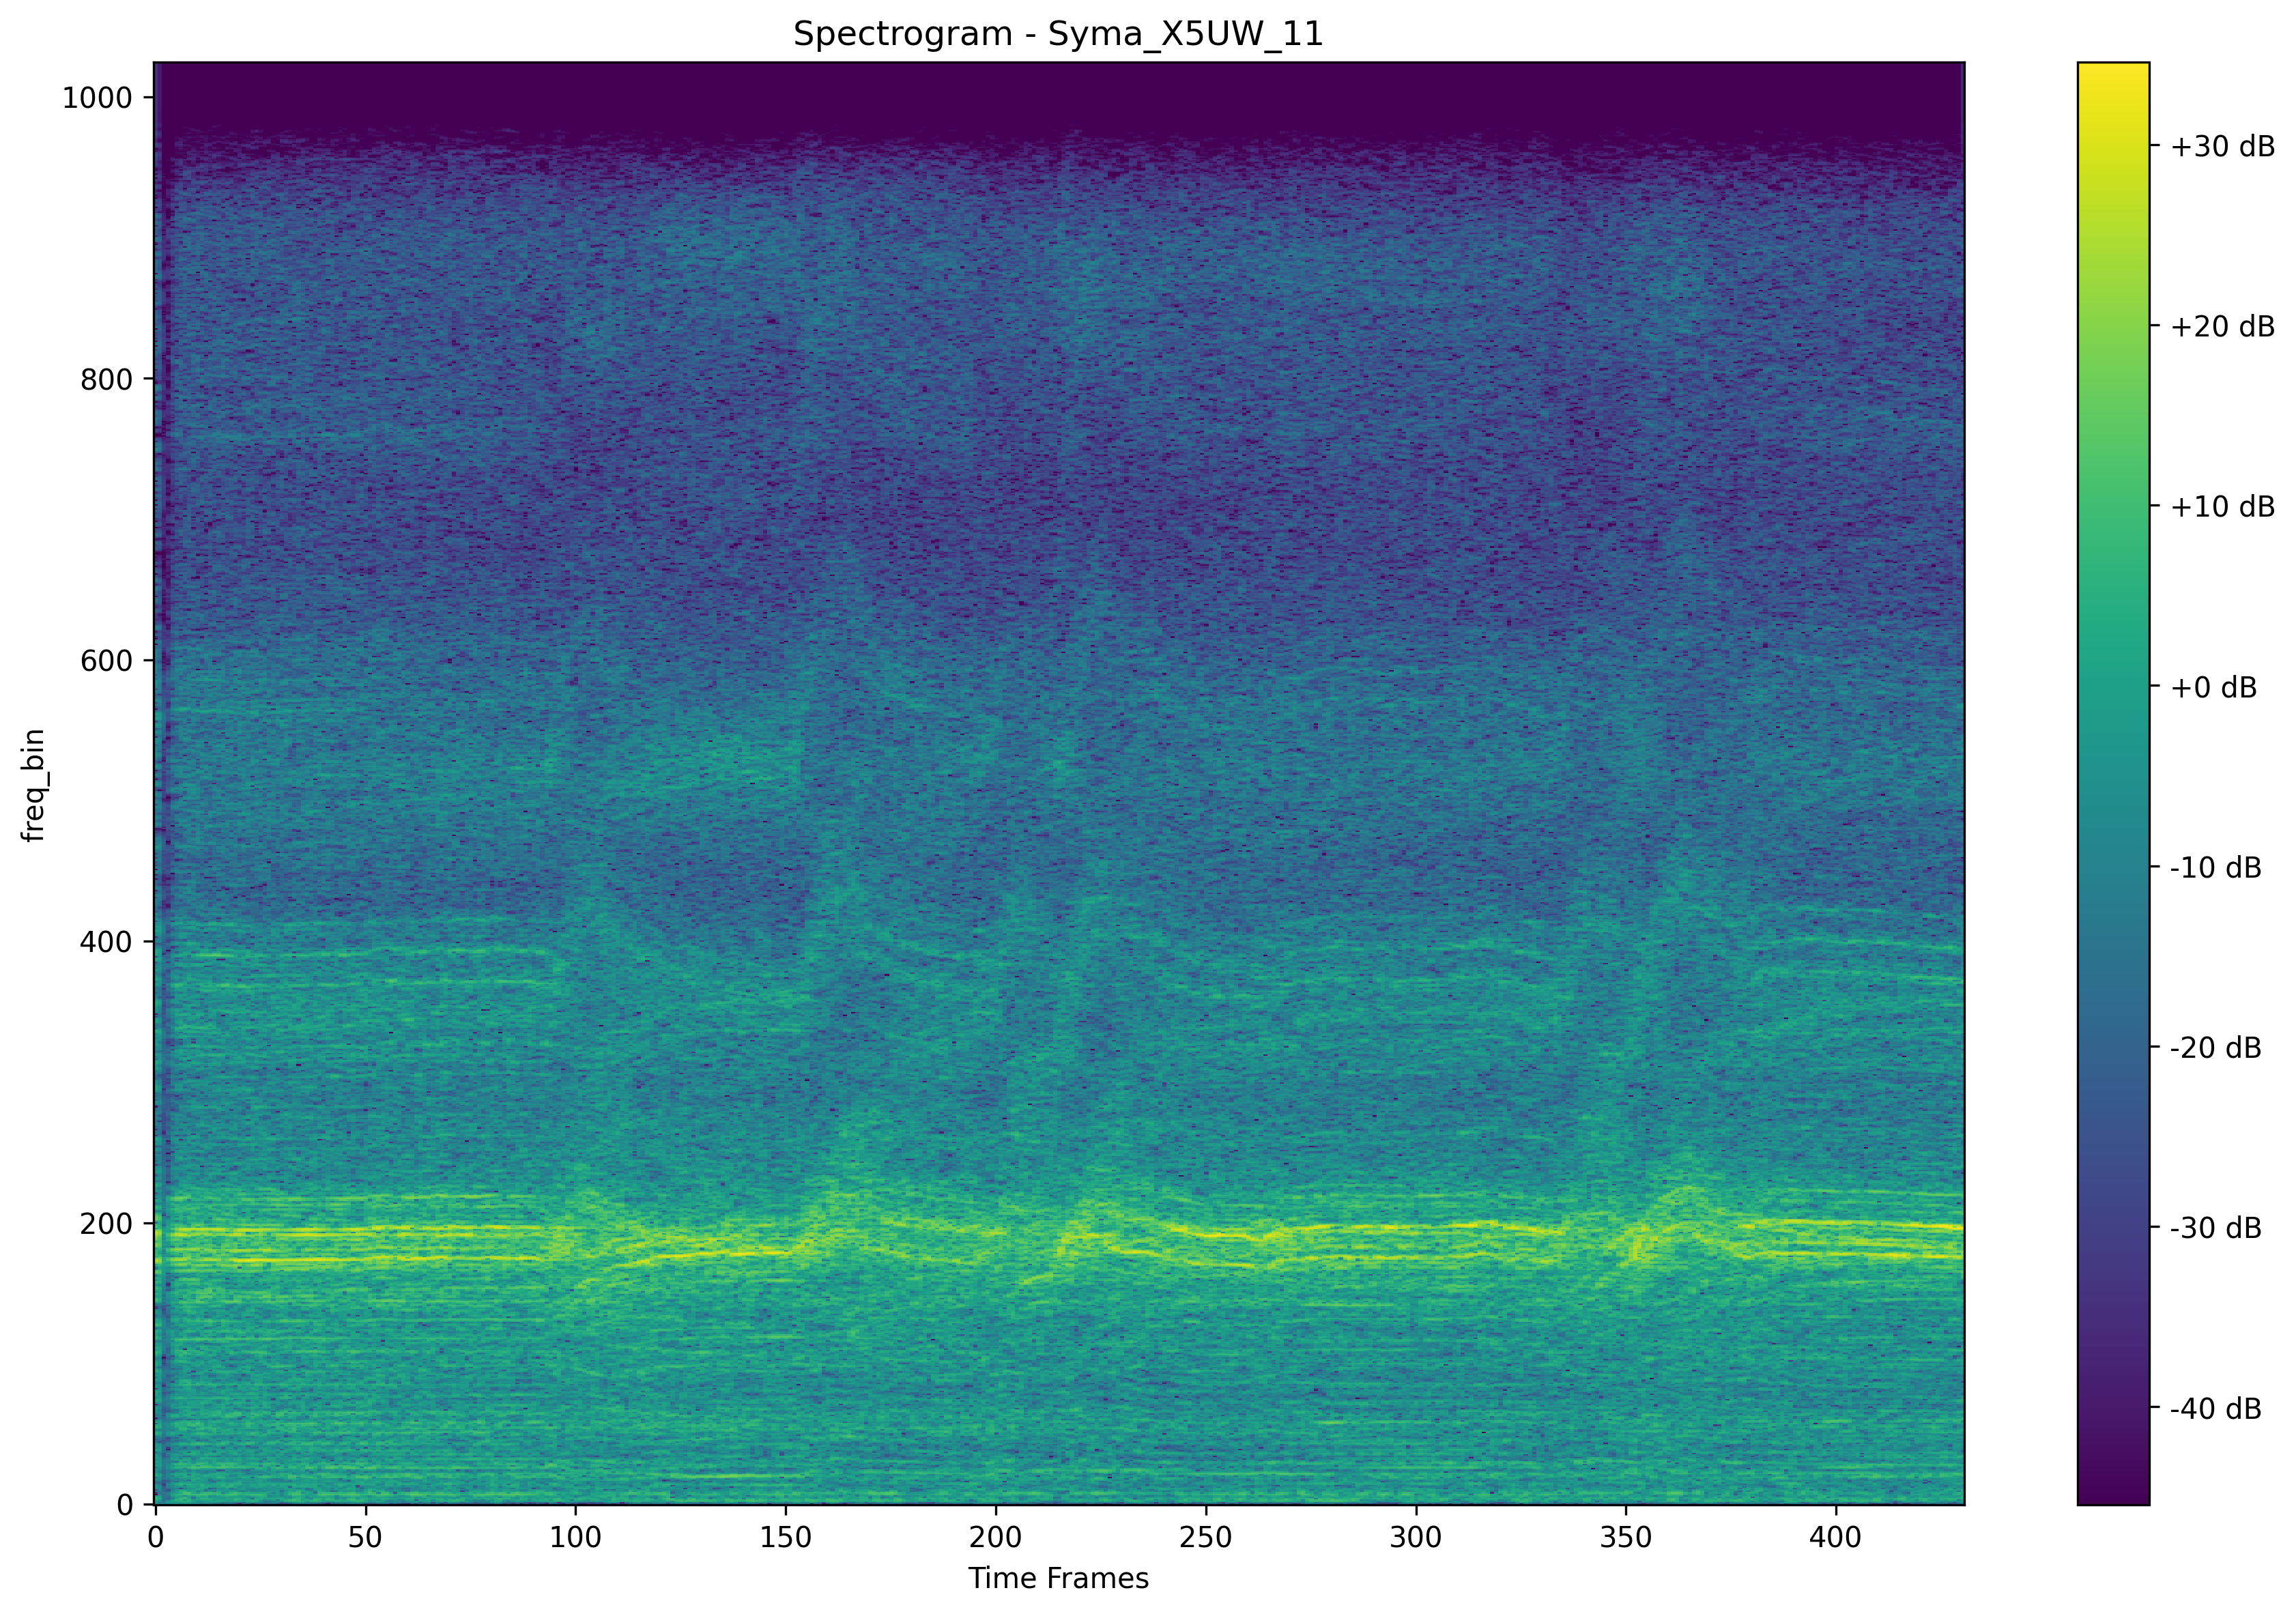 Spectrogram - Syma_X5UW_11
1000
800
600
400
200
0
freq_bin
0
50
100
150
200
250
300
350
400
Time Frames
+30 dB
+20 dB
+10 dB
+0 dB
-10 dB
-20 dB
-30 dB
-40 dB